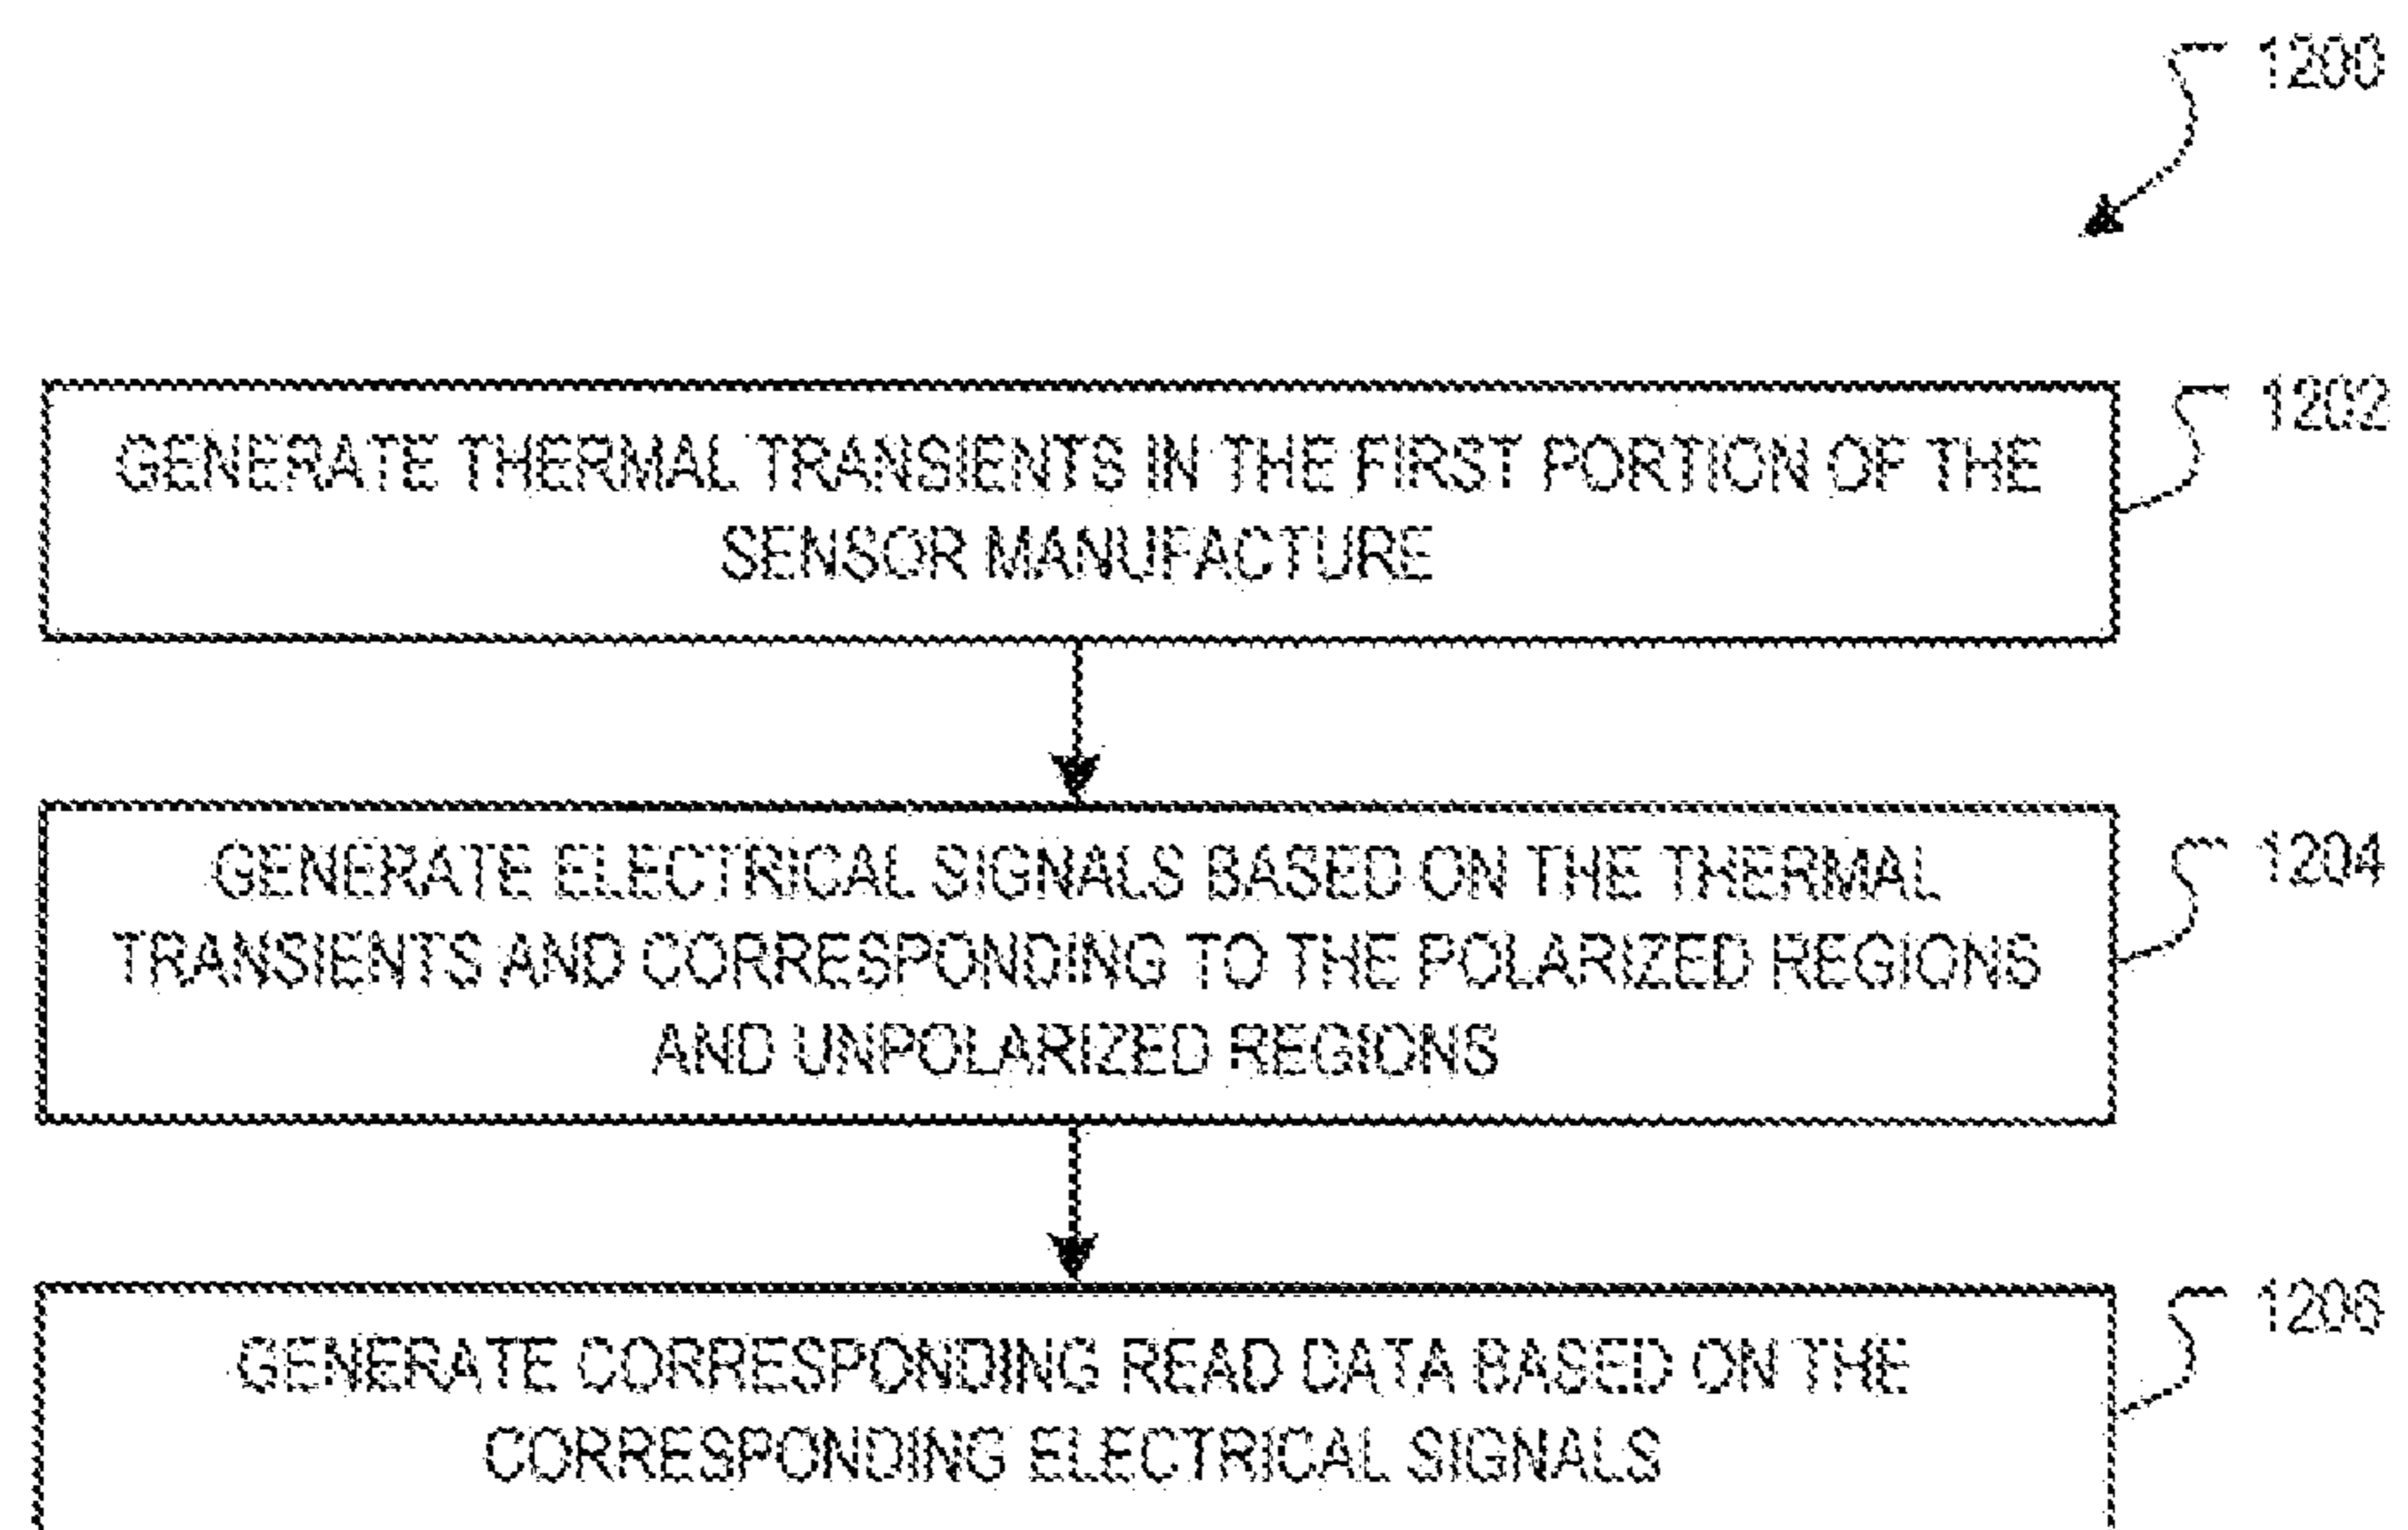 1200
1202
GENERATE THERMAL TRANSIENTS IN THE FIRST PORTION OF THE
SENSOR MANUFACTURE
1204
GENERATE ELECTRICAL SIGNALS BASED ON THE THERMAL
TRANSIENTS AND CORRESPONDING TO THE POLARIZED REGIONS
AND UNPOLARIZED REGIONS
1206
GENERATE CORRESPONDING READ DATA BASED ON THE
CORRESPONDING ELECTRICAL SIGNALS